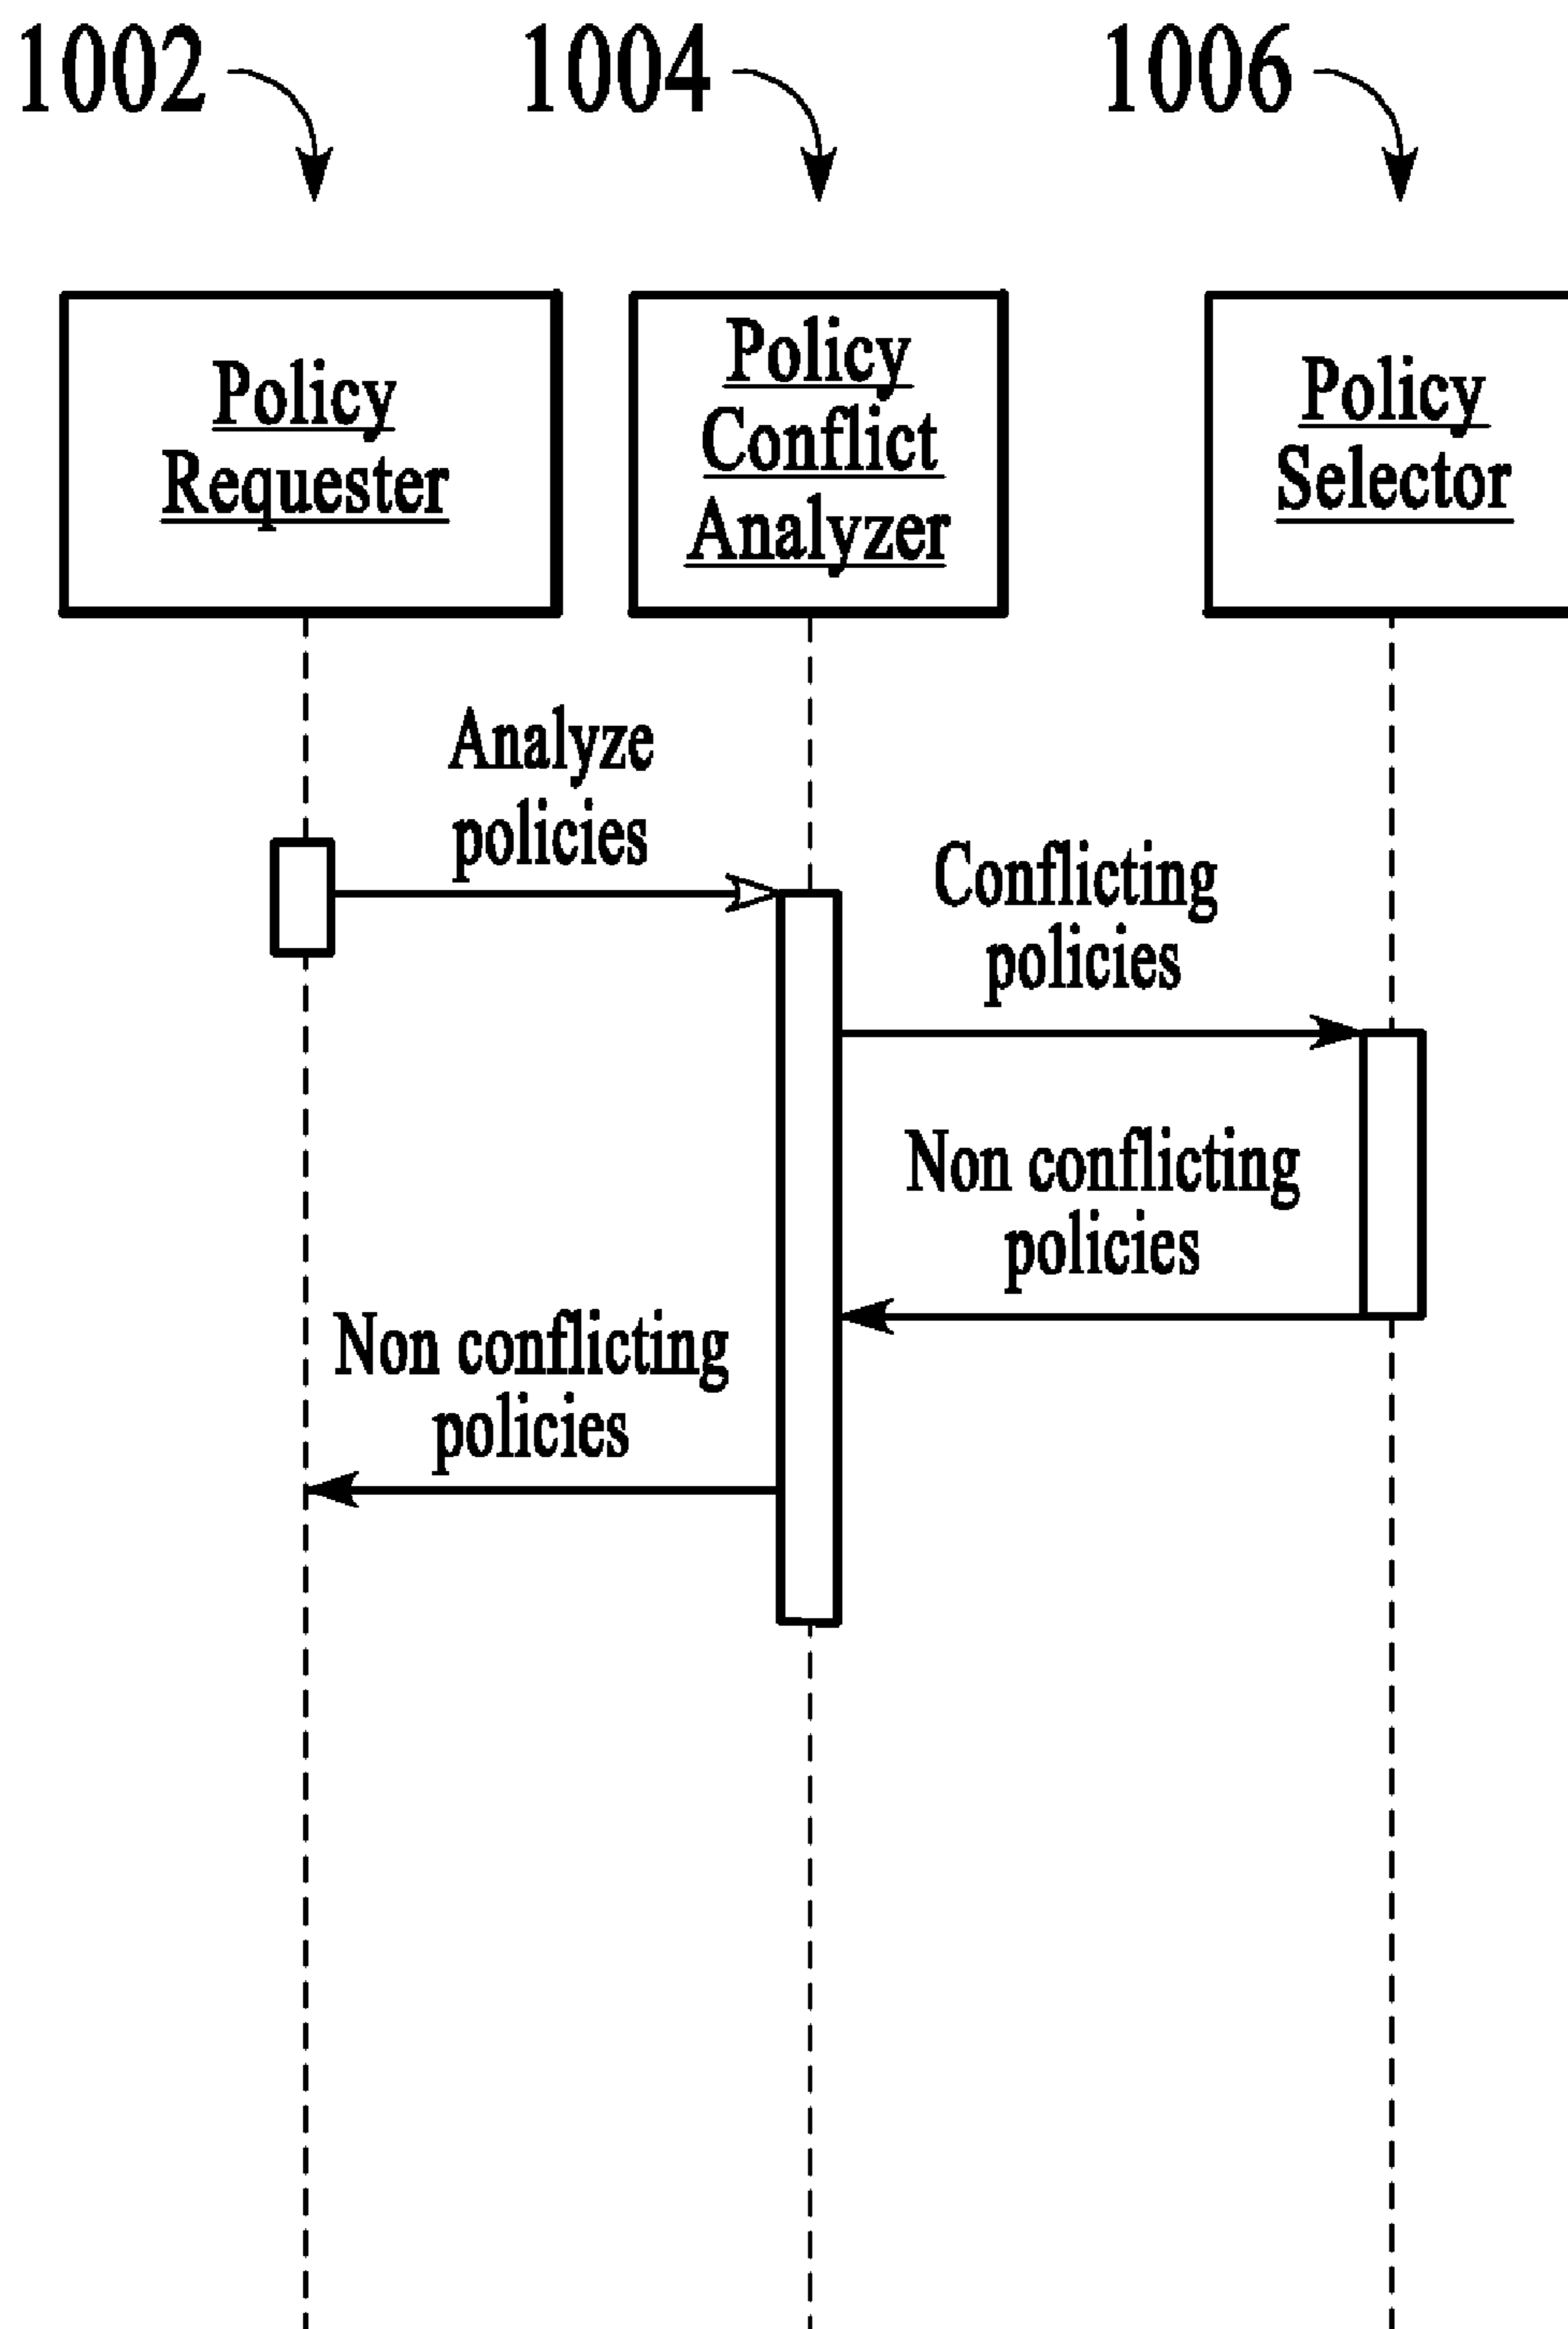 1002
1004
1006
Policy
Requester
Policy
Conflict
Analyzer
Policy
Selector
Analyze
policies
Conflicting
policies
Non conflicting
policies
Non conflicting
policies